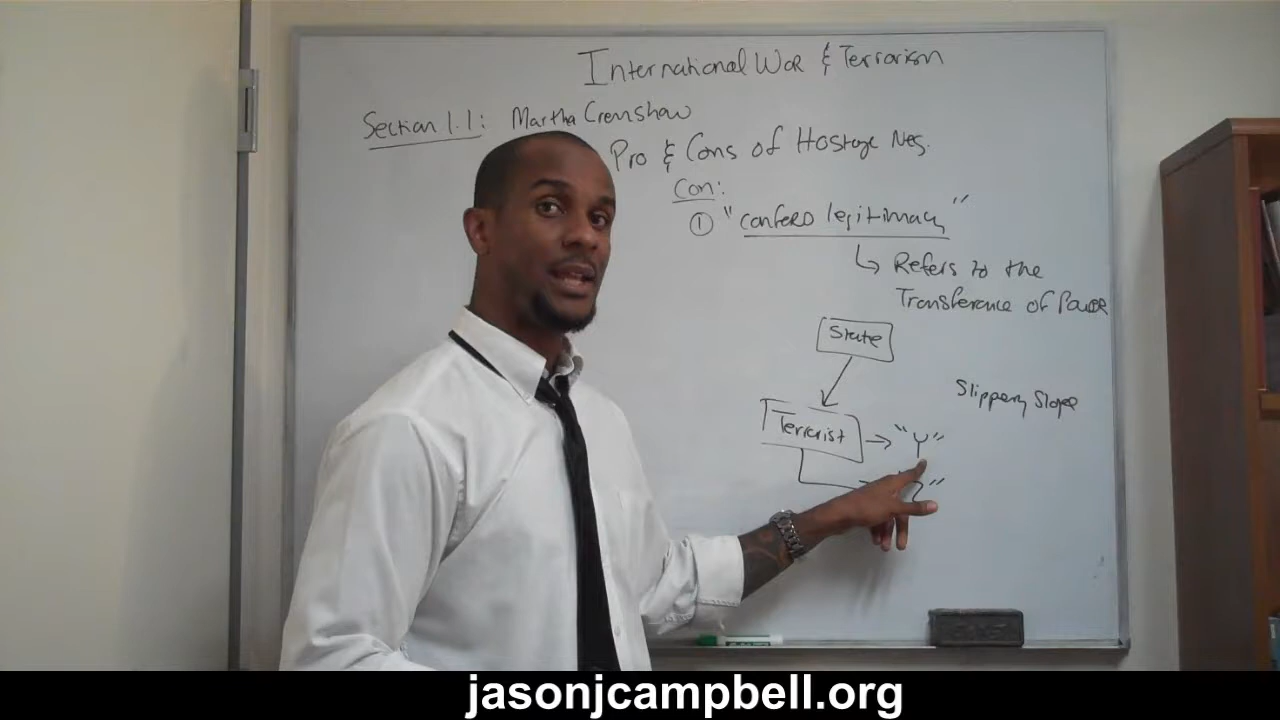 International War & Terrorism
Section 1.1: Martha Crenshaw
Pro & Cons of Hostage Neg.
Con:
① "confers legitimacy"
↳ Refers to the
Transference of Power
State
Slippery Slope
Terrorist → "Y"
"Z"
jasonjcampbell.org